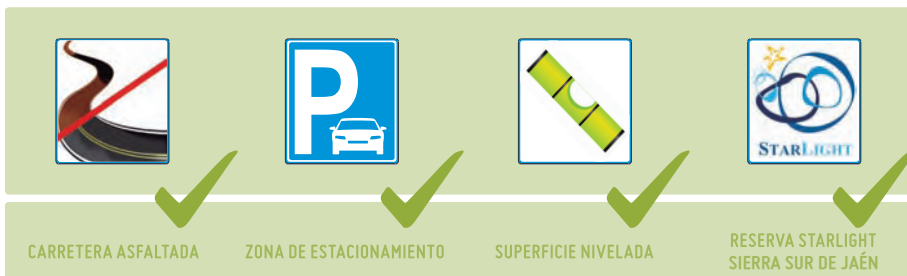 P
STARLIGHT
CARRETERA ASFALTADA
ZONA DE ESTACIONAMIENTO
SUPERFICIE NIVELADA
RESERVA STARLIGHT
SIERRA SUR DE JAÉN